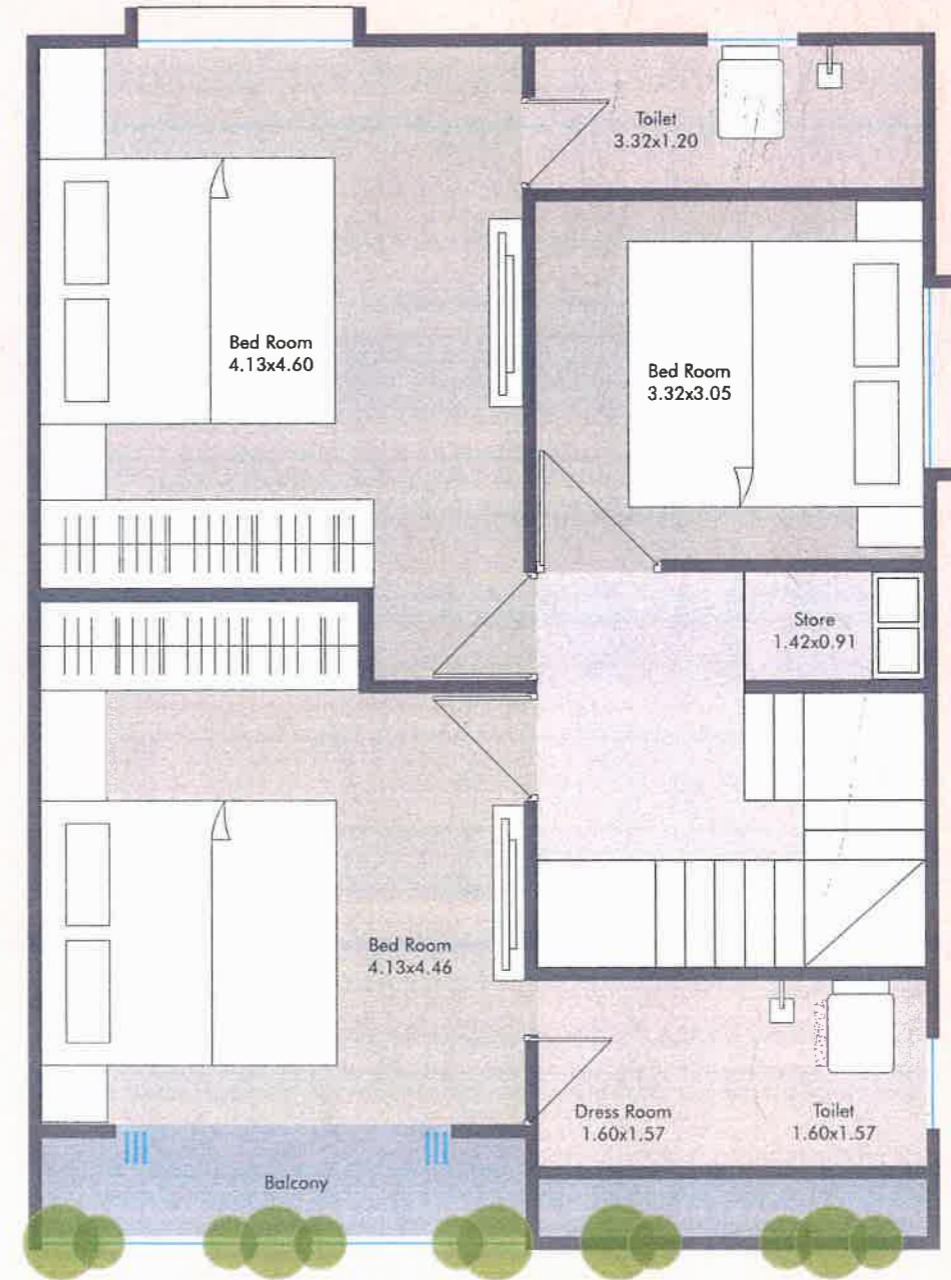 Toilet
3.32x1.20
Bed Room
4.13x4.60
Bed Room
3.32x3.05
Store
1.42x0.91
Bed Room
4.13x4.46
Dress Room
1.60x1.57
Toilet
1.60x1.57
Balcony